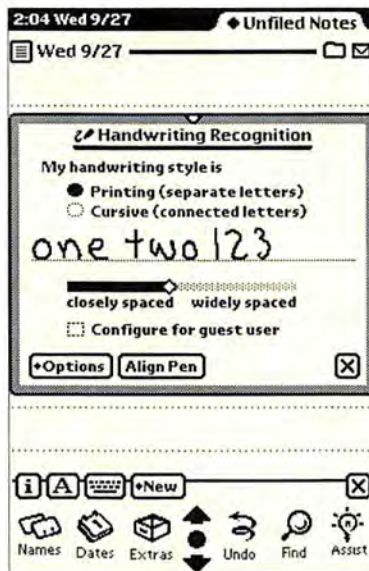 2:04 Wed 9/27 ◆Unfiled Notes
Wed 9/27
Handwriting Recognition
My handwriting style is
Printing (separate letters)
Cursive (connected letters)
one two 123
closely spaced widely spaced
Configure for guest user
◆Options Align Pen X
i A ◆New X
Names Dates Extras Undo Find Assist